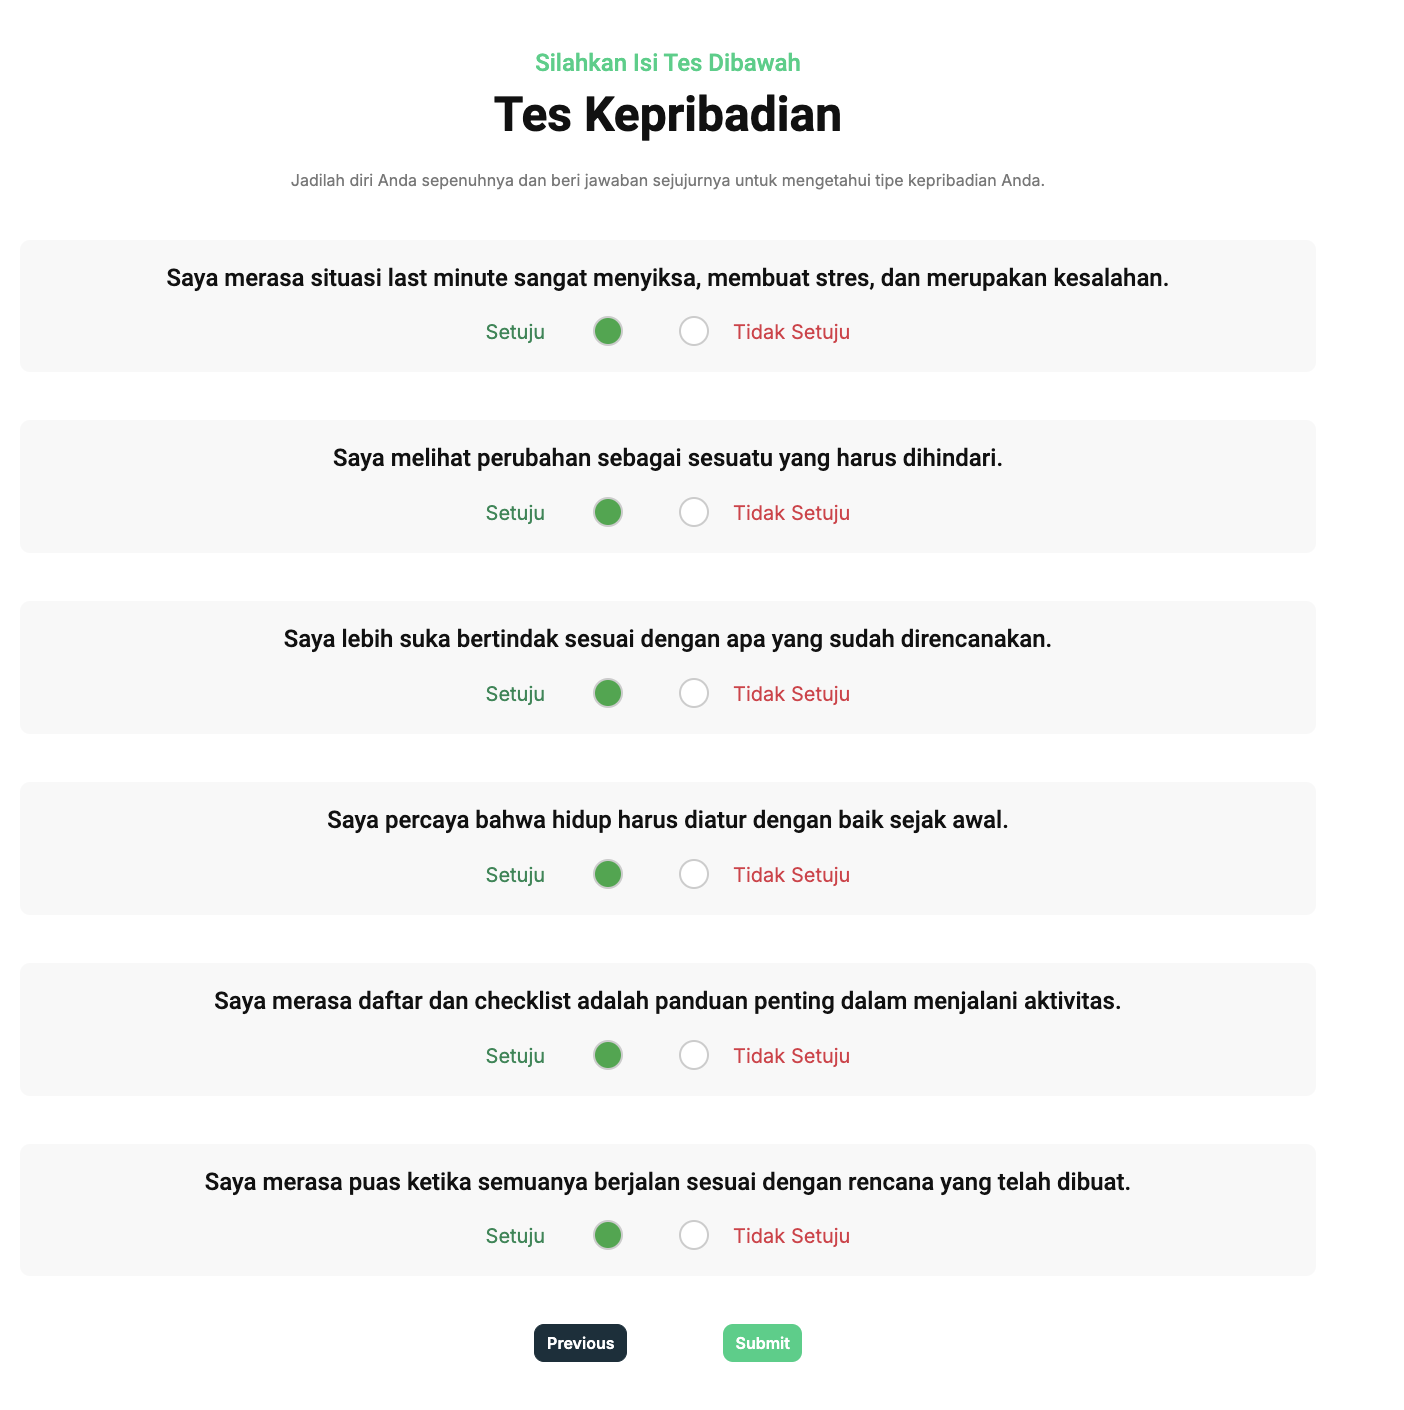 Silahkan Isi Tes Dibawah
Tes Kepribadian
Jadilah diri Anda sepenuhnya dan beri jawaban sejujurnya untuk mengetahui tipe kepribadian Anda.
Saya merasa situasi last minute sangat menyiksa, membuat stres, dan merupakan kesalahan.
Setuju Tidak Setuju
Saya melihat perubahan sebagai sesuatu yang harus dihindari.
Setuju Tidak Setuju
Saya lebih suka bertindak sesuai dengan apa yang sudah direncanakan.
Setuju Tidak Setuju
Saya percaya bahwa hidup harus diatur dengan baik sejak awal.
Setuju Tidak Setuju
Saya merasa daftar dan checklist adalah panduan penting dalam menjalani aktivitas.
Setuju Tidak Setuju
Saya merasa puas ketika semuanya berjalan sesuai dengan rencana yang telah dibuat.
Setuju Tidak Setuju
Previous Submit